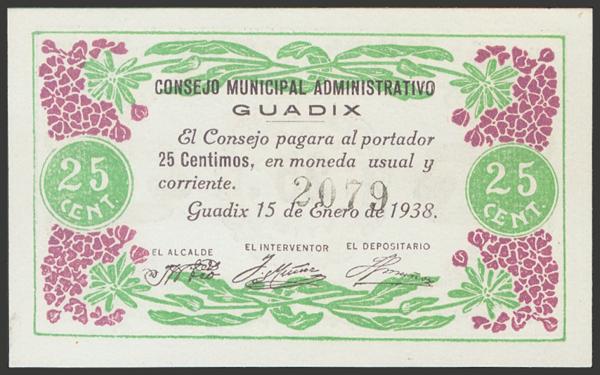 CONSEJO MUNICIPAL ADMINISTRATIVO
GUADIX
El Consejo pagara al portador
25 Centimos, en moneda usual y
corriente.
2079
Guadix 15 de Enero de 1938.
25
CENT.
25
CENT.
EL ALCALDE EL INTERVENTOR EL DEPOSITARIO